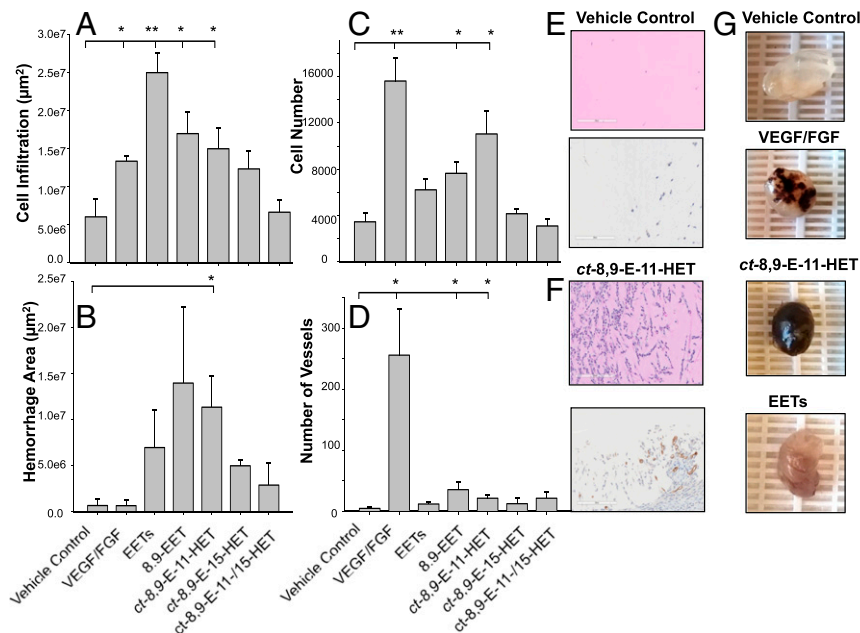 A
Cell Infiltration (µm²)
3.0e7
2.5e7
2.0e7
1.5e7
1.0e7
5.0e6
0.0
* ** * *
B
Hemorrhage Area (µm²)
2.5e7
2.0e7
1.5e7
1.0e7
5.0e6
0.0
*
Vehicle Control
VEGF/FGF
EETs
8.9-EET
ct-8,9-E-11-HET
ct-8.9-E-15-HET
ct-8,9-E-11-/15-HET
C
Cell Number
16000
12000
8000
4000
0
** * *
D
Number of Vessels
300
200
100
0
* * *
Vehicle Control
VEGF/FGF
EETs
8.9-EET
ct-8,9-E-11-HET
ct-8,9-E-15-HET
ct-8,9-E-11-/15-HET
E
Vehicle Control
F
ct-8,9-E-11-HET
G
Vehicle Control
VEGF/FGF
ct-8,9-E-11-HET
EETs